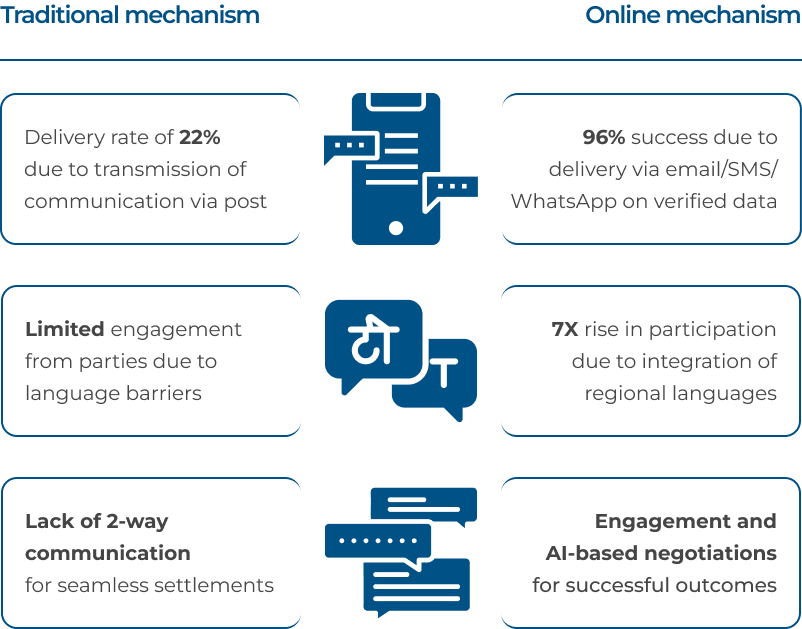 Traditional mechanism
Online mechanism
Delivery rate of 22%
due to transmission of
communication via post
96% success due to
delivery via email/SMS/
WhatsApp on verified data
Limited engagement
from parties due to
language barriers
टी
T
7X rise in participation
due to integration of
regional languages
Lack of 2-way
communication
for seamless settlements
Engagement and
AI-based negotiations
for successful outcomes